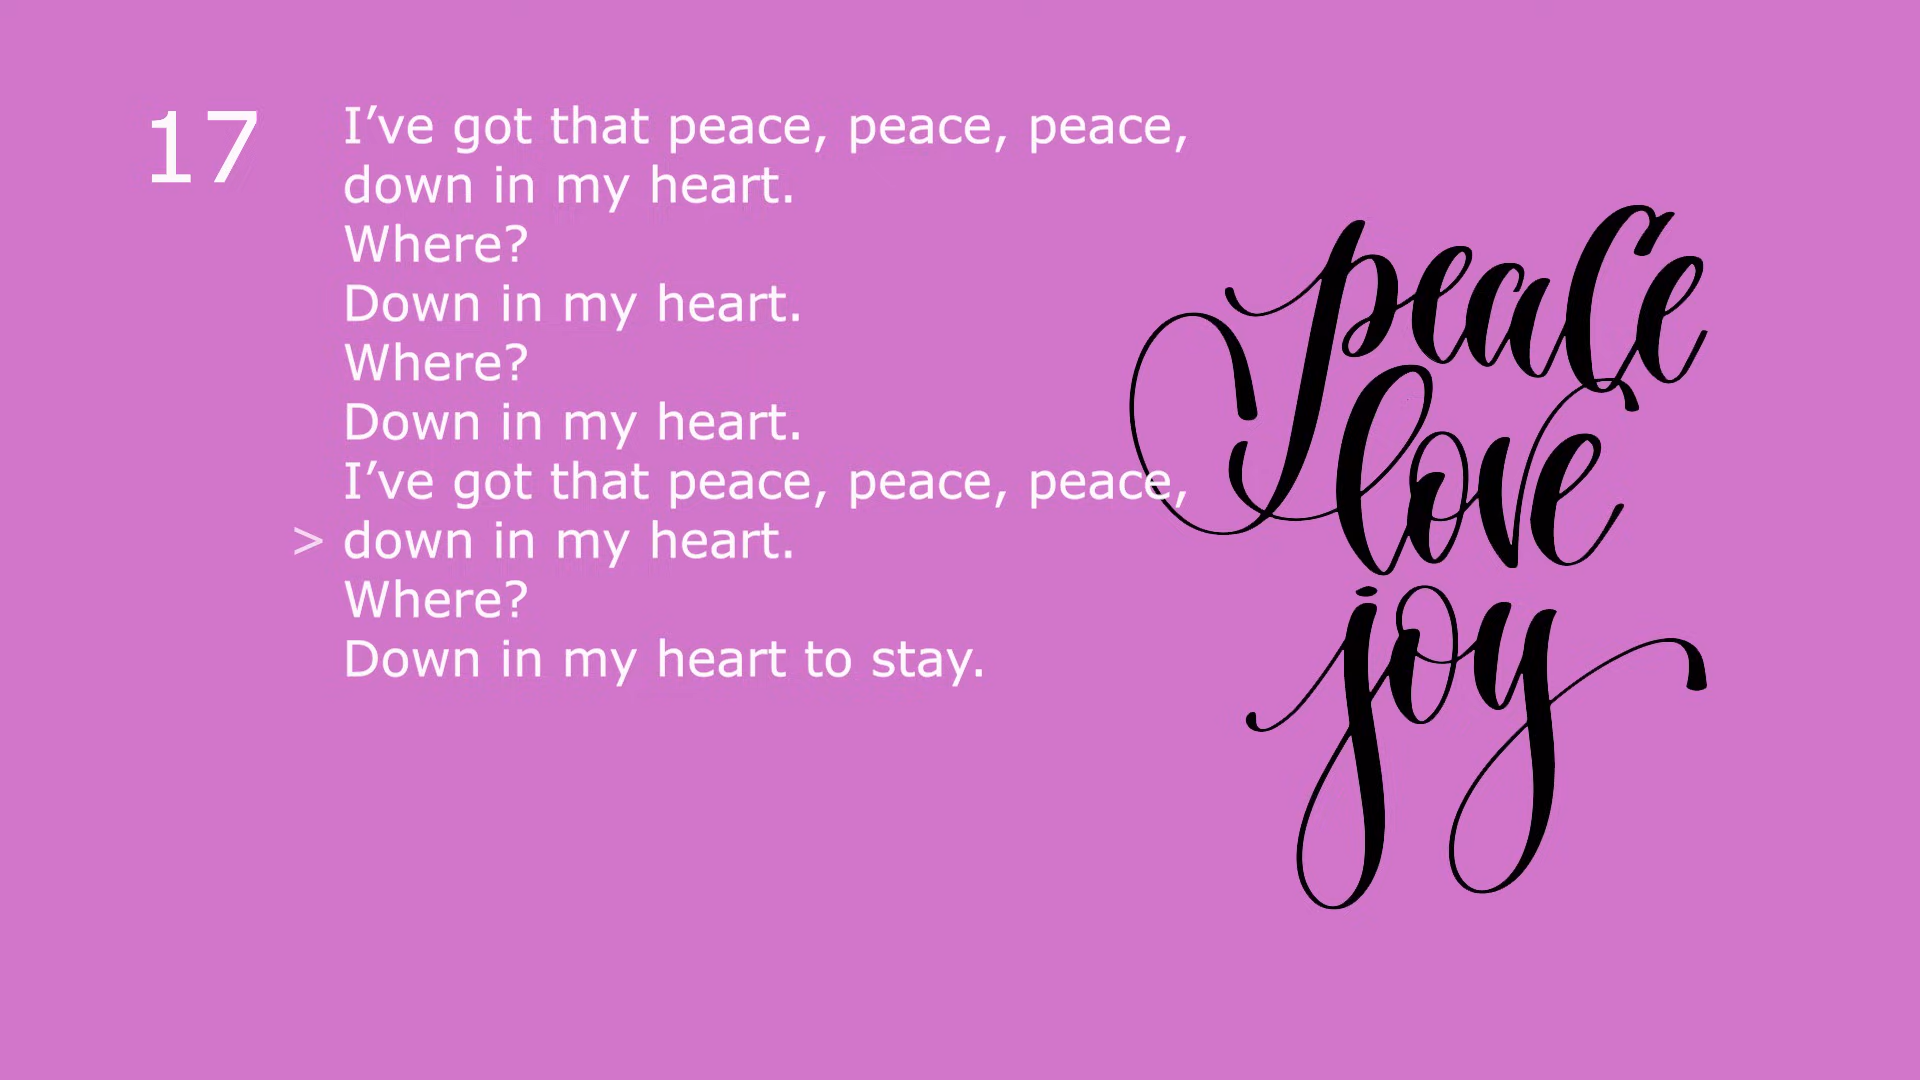 17
I’ve got that peace, peace, peace,
down in my heart.
Where?
Down in my heart.
Where?
Down in my heart.
I’ve got that peace, peace, peace,
> down in my heart.
Where?
Down in my heart to stay.
peace
love
joy